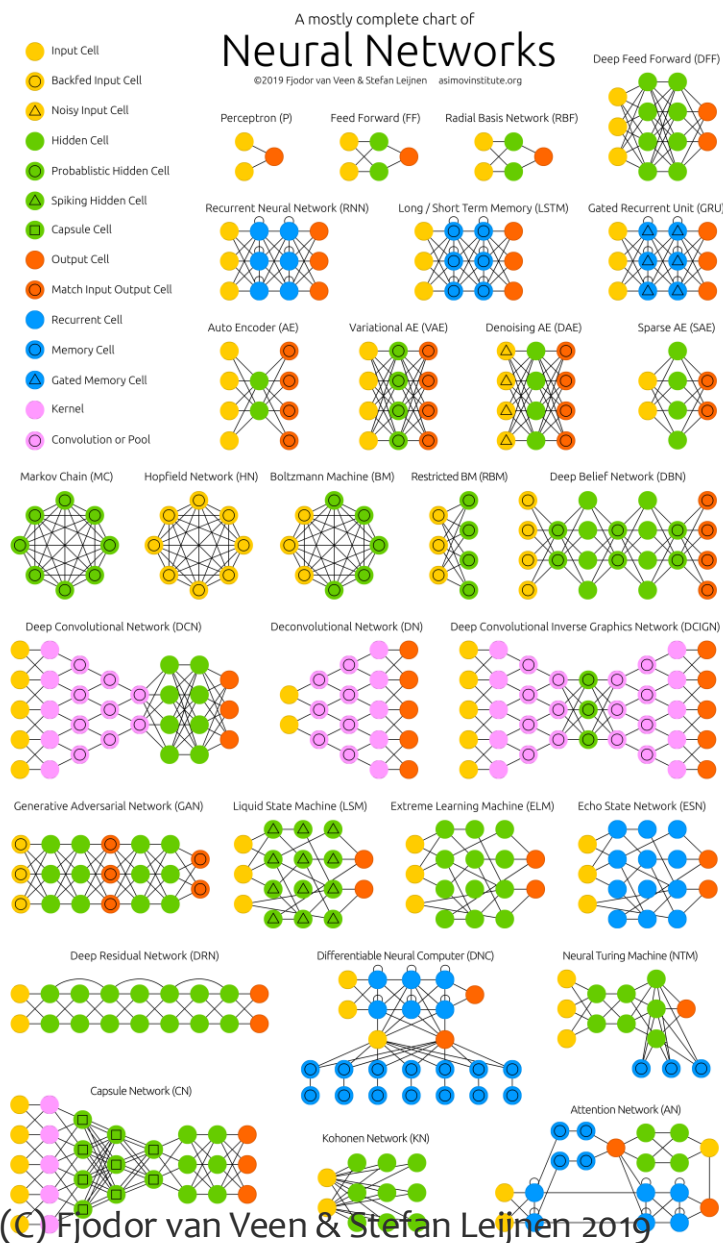 A mostly complete chart of
Neural Networks
©2019 Fjodor van Veen & Stefan Leijnen asimovinstitute.org
Input Cell
Backfed Input Cell
Noisy Input Cell
Hidden Cell
Probablistic Hidden Cell
Spiking Hidden Cell
Capsule Cell
Output Cell
Match Input Output Cell
Recurrent Cell
Memory Cell
Gated Memory Cell
Kernel
Convolution or Pool
Deep Feed Forward (DFF)
Perceptron (P) Feed Forward (FF) Radial Basis Network (RBF)
Recurrent Neural Network (RNN) Long / Short Term Memory (LSTM) Gated Recurrent Unit (GRU)
Auto Encoder (AE) Variational AE (VAE) Denoising AE (DAE) Sparse AE (SAE)
Markov Chain (MC) Hopfield Network (HN) Boltzmann Machine (BM) Restricted BM (RBM) Deep Belief Network (DBN)
Deep Convolutional Network (DCN) Deconvolutional Network (DN) Deep Convolutional Inverse Graphics Network (DCIGN)
Generative Adversarial Network (GAN) Liquid State Machine (LSM) Extreme Learning Machine (ELM) Echo State Network (ESN)
Deep Residual Network (DRN) Differentiable Neural Computer (DNC) Neural Turing Machine (NTM)
Capsule Network (CN) Kohonen Network (KN) Attention Network (AN)
(C) Fjodor van Veen & Stefan Leijnen 2019